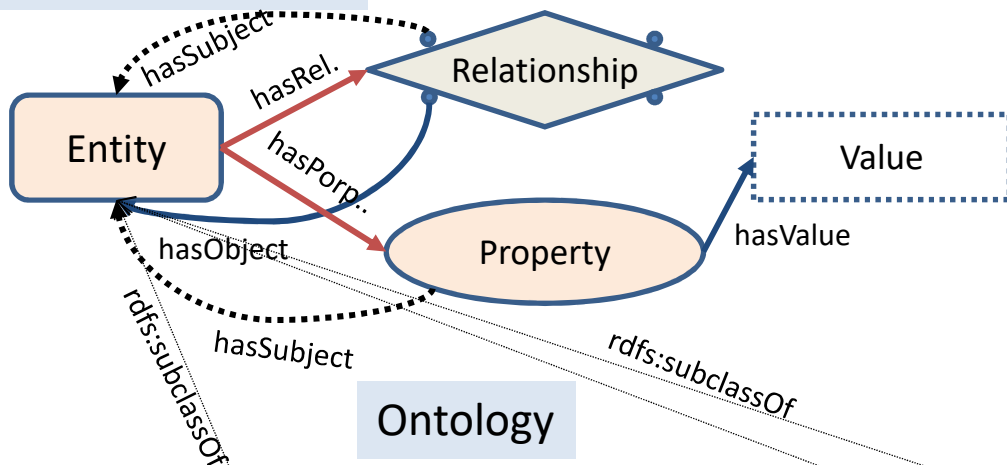 hasSubject
hasRel.
Relationship
Entity
hasPorp..
Value
hasObject
Property
hasValue
rdfs:subclassOf
hasSubject
rdfs:subclassOf
Ontology